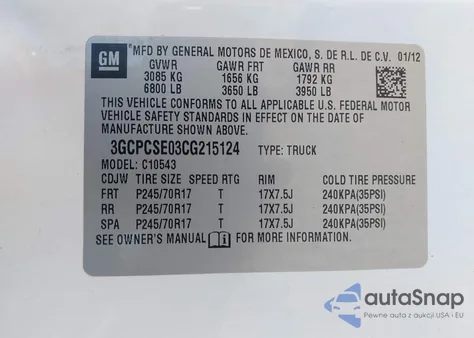 GM
MFD BY GENERAL MOTORS DE MEXICO, S. DE R.L. DE C.V. 01/12
GVWR GAWR FRT GAWR RR
3085 KG 1656 KG 1792 KG
6800 LB 3650 LB 3950 LB
THIS VEHICLE CONFORMS TO ALL APPLICABLE U.S. FEDERAL MOTOR
VEHICLE SAFETY STANDARDS IN EFFECT ON THE DATE
OF MANUFACTURE SHOWN ABOVE.
3GCPCSE03CG215124 TYPE: TRUCK
MODEL: C10543
CDJW TIRE SIZE SPEED RTG RIM COLD TIRE PRESSURE
FRT P245/70R17 T 17X7.5J 240KPA(35PSI)
RR P245/70R17 T 17X7.5J 240KPA(35PSI)
SPA P245/70R17 T 17X7.5J 240KPA(35PSI)
SEE OWNER'S MANUAL FOR MORE INFORMATION
autoSnap
Pewne auta z aukcji USA i EU